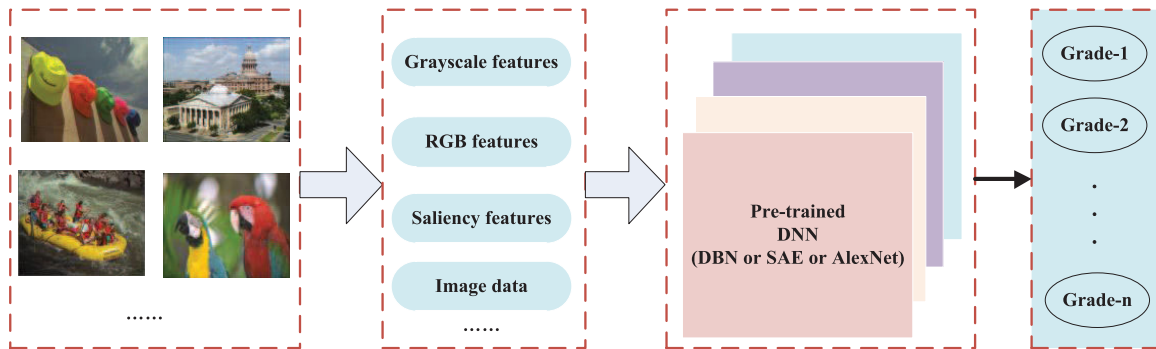 ……
Grayscale features
RGB features
Saliency features
Image data
……
Pre-trained
DNN
(DBN or SAE or AlexNet)
Grade-1
Grade-2
.
.
.
Grade-n